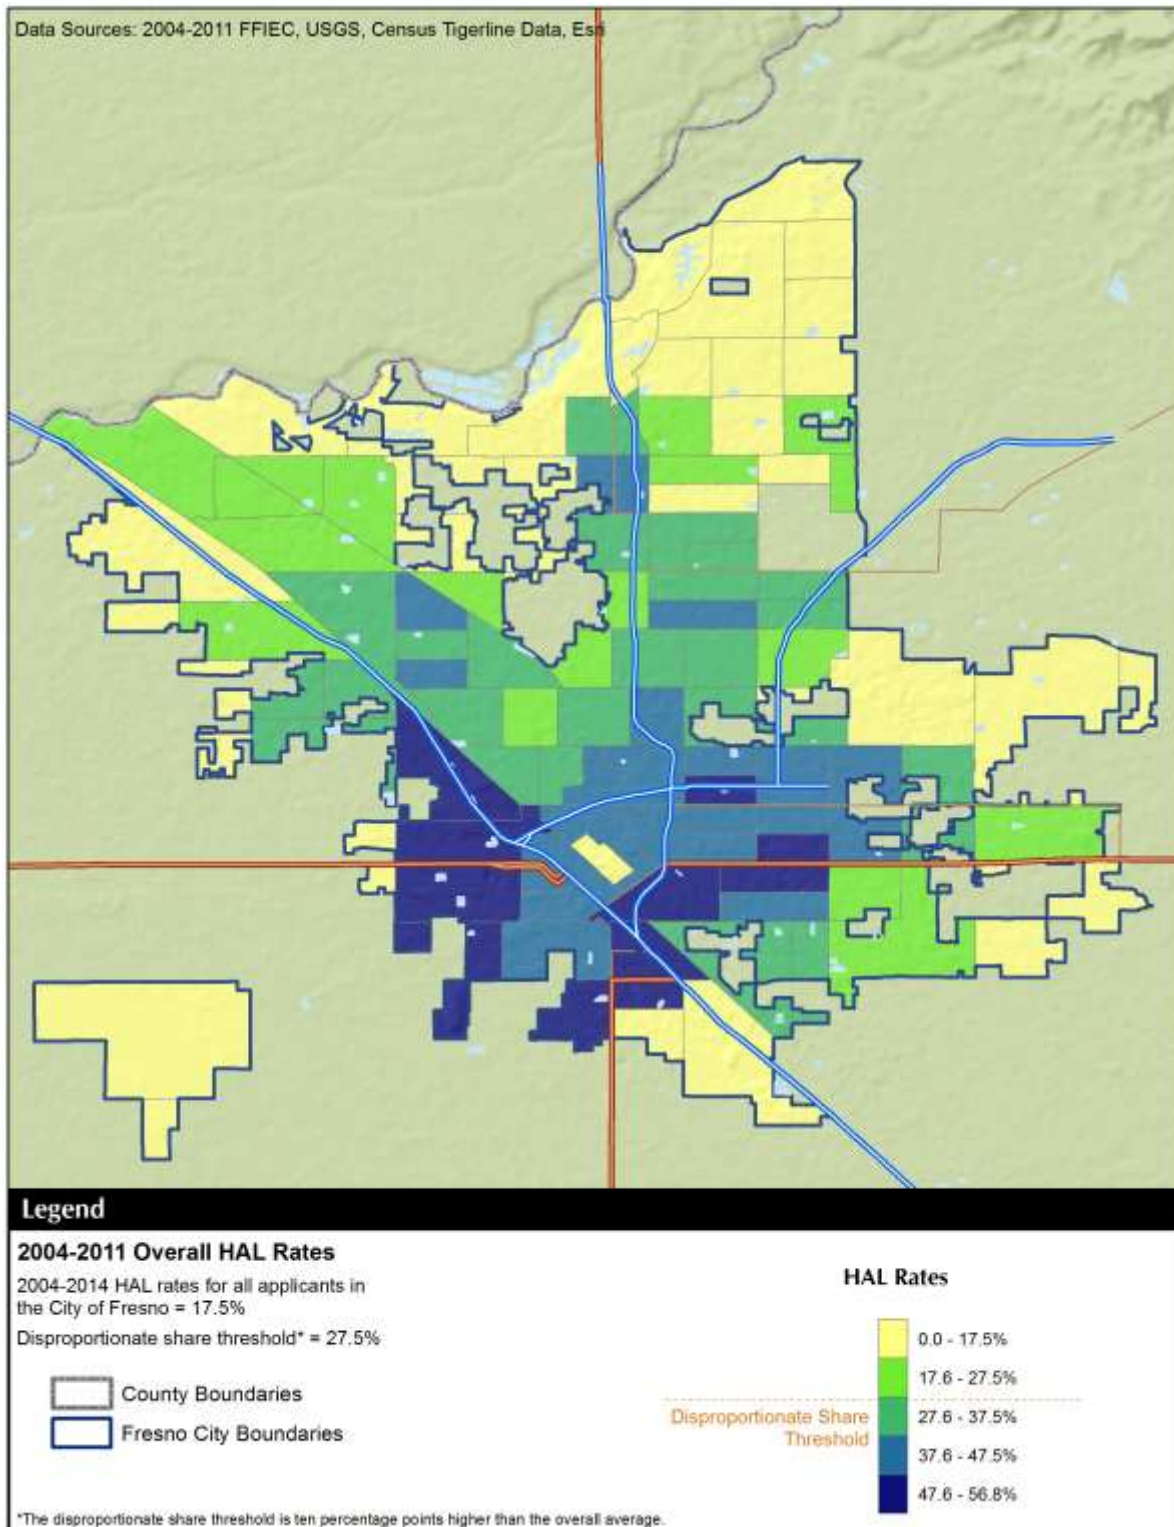 Data Sources: 2004-2011 FFIEC, USGS, Census Tigerline Data, Esri
Legend
2004-2011 Overall HAL Rates
2004-2014 HAL rates for all applicants in
the City of Fresno = 17.5%
Disproportionate share threshold* = 27.5%
County Boundaries
Fresno City Boundaries
HAL Rates
0.0 - 17.5%
17.6 - 27.5%
Disproportionate Share
Threshold
27.6 - 37.5%
37.6 - 47.5%
47.6 - 56.8%
*The disproportionate share threshold is ten percentage points higher than the overall average.